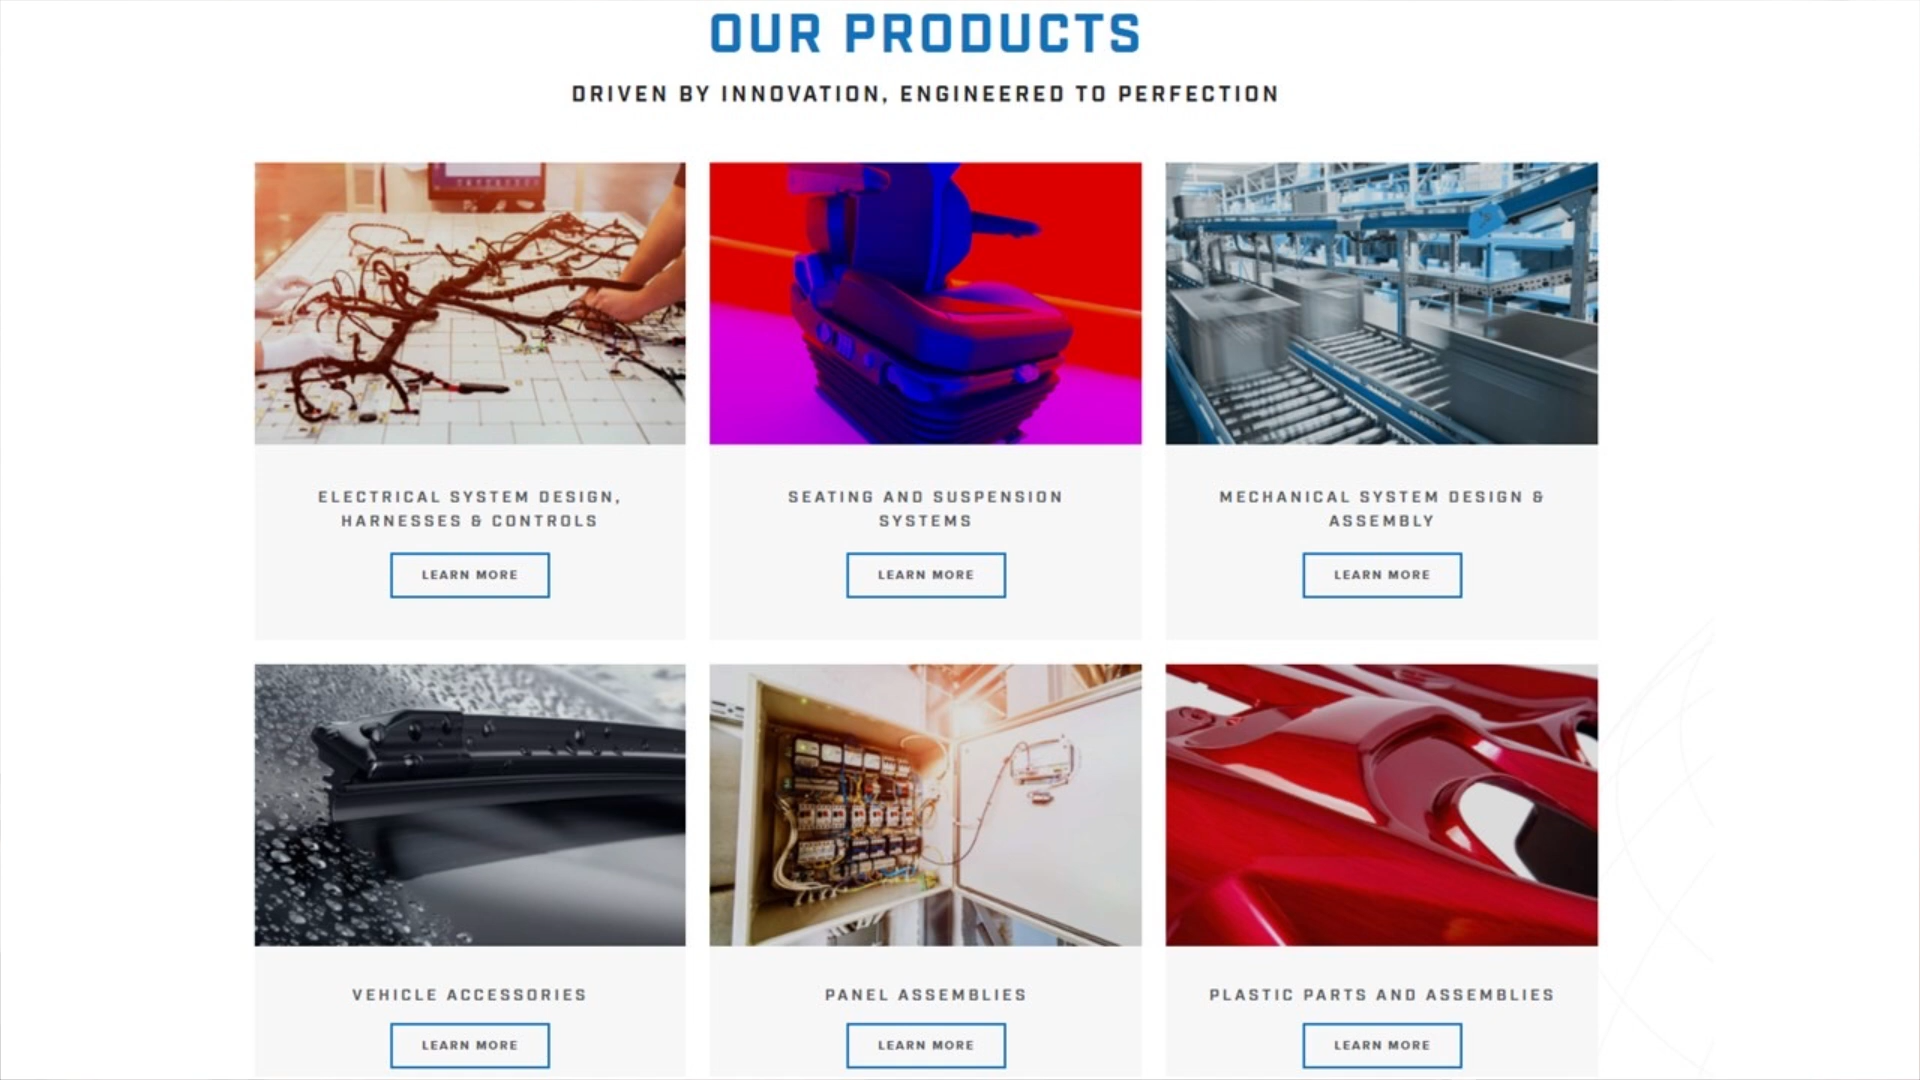 OUR PRODUCTS
DRIVEN BY INNOVATION, ENGINEERED TO PERFECTION
ELECTRICAL SYSTEM DESIGN,
HARNESSES & CONTROLS
LEARN MORE
SEATING AND SUSPENSION
SYSTEMS
LEARN MORE
MECHANICAL SYSTEM DESIGN &
ASSEMBLY
LEARN MORE
VEHICLE ACCESSORIES
LEARN MORE
PANEL ASSEMBLIES
LEARN MORE
PLASTIC PARTS AND ASSEMBLIES
LEARN MORE